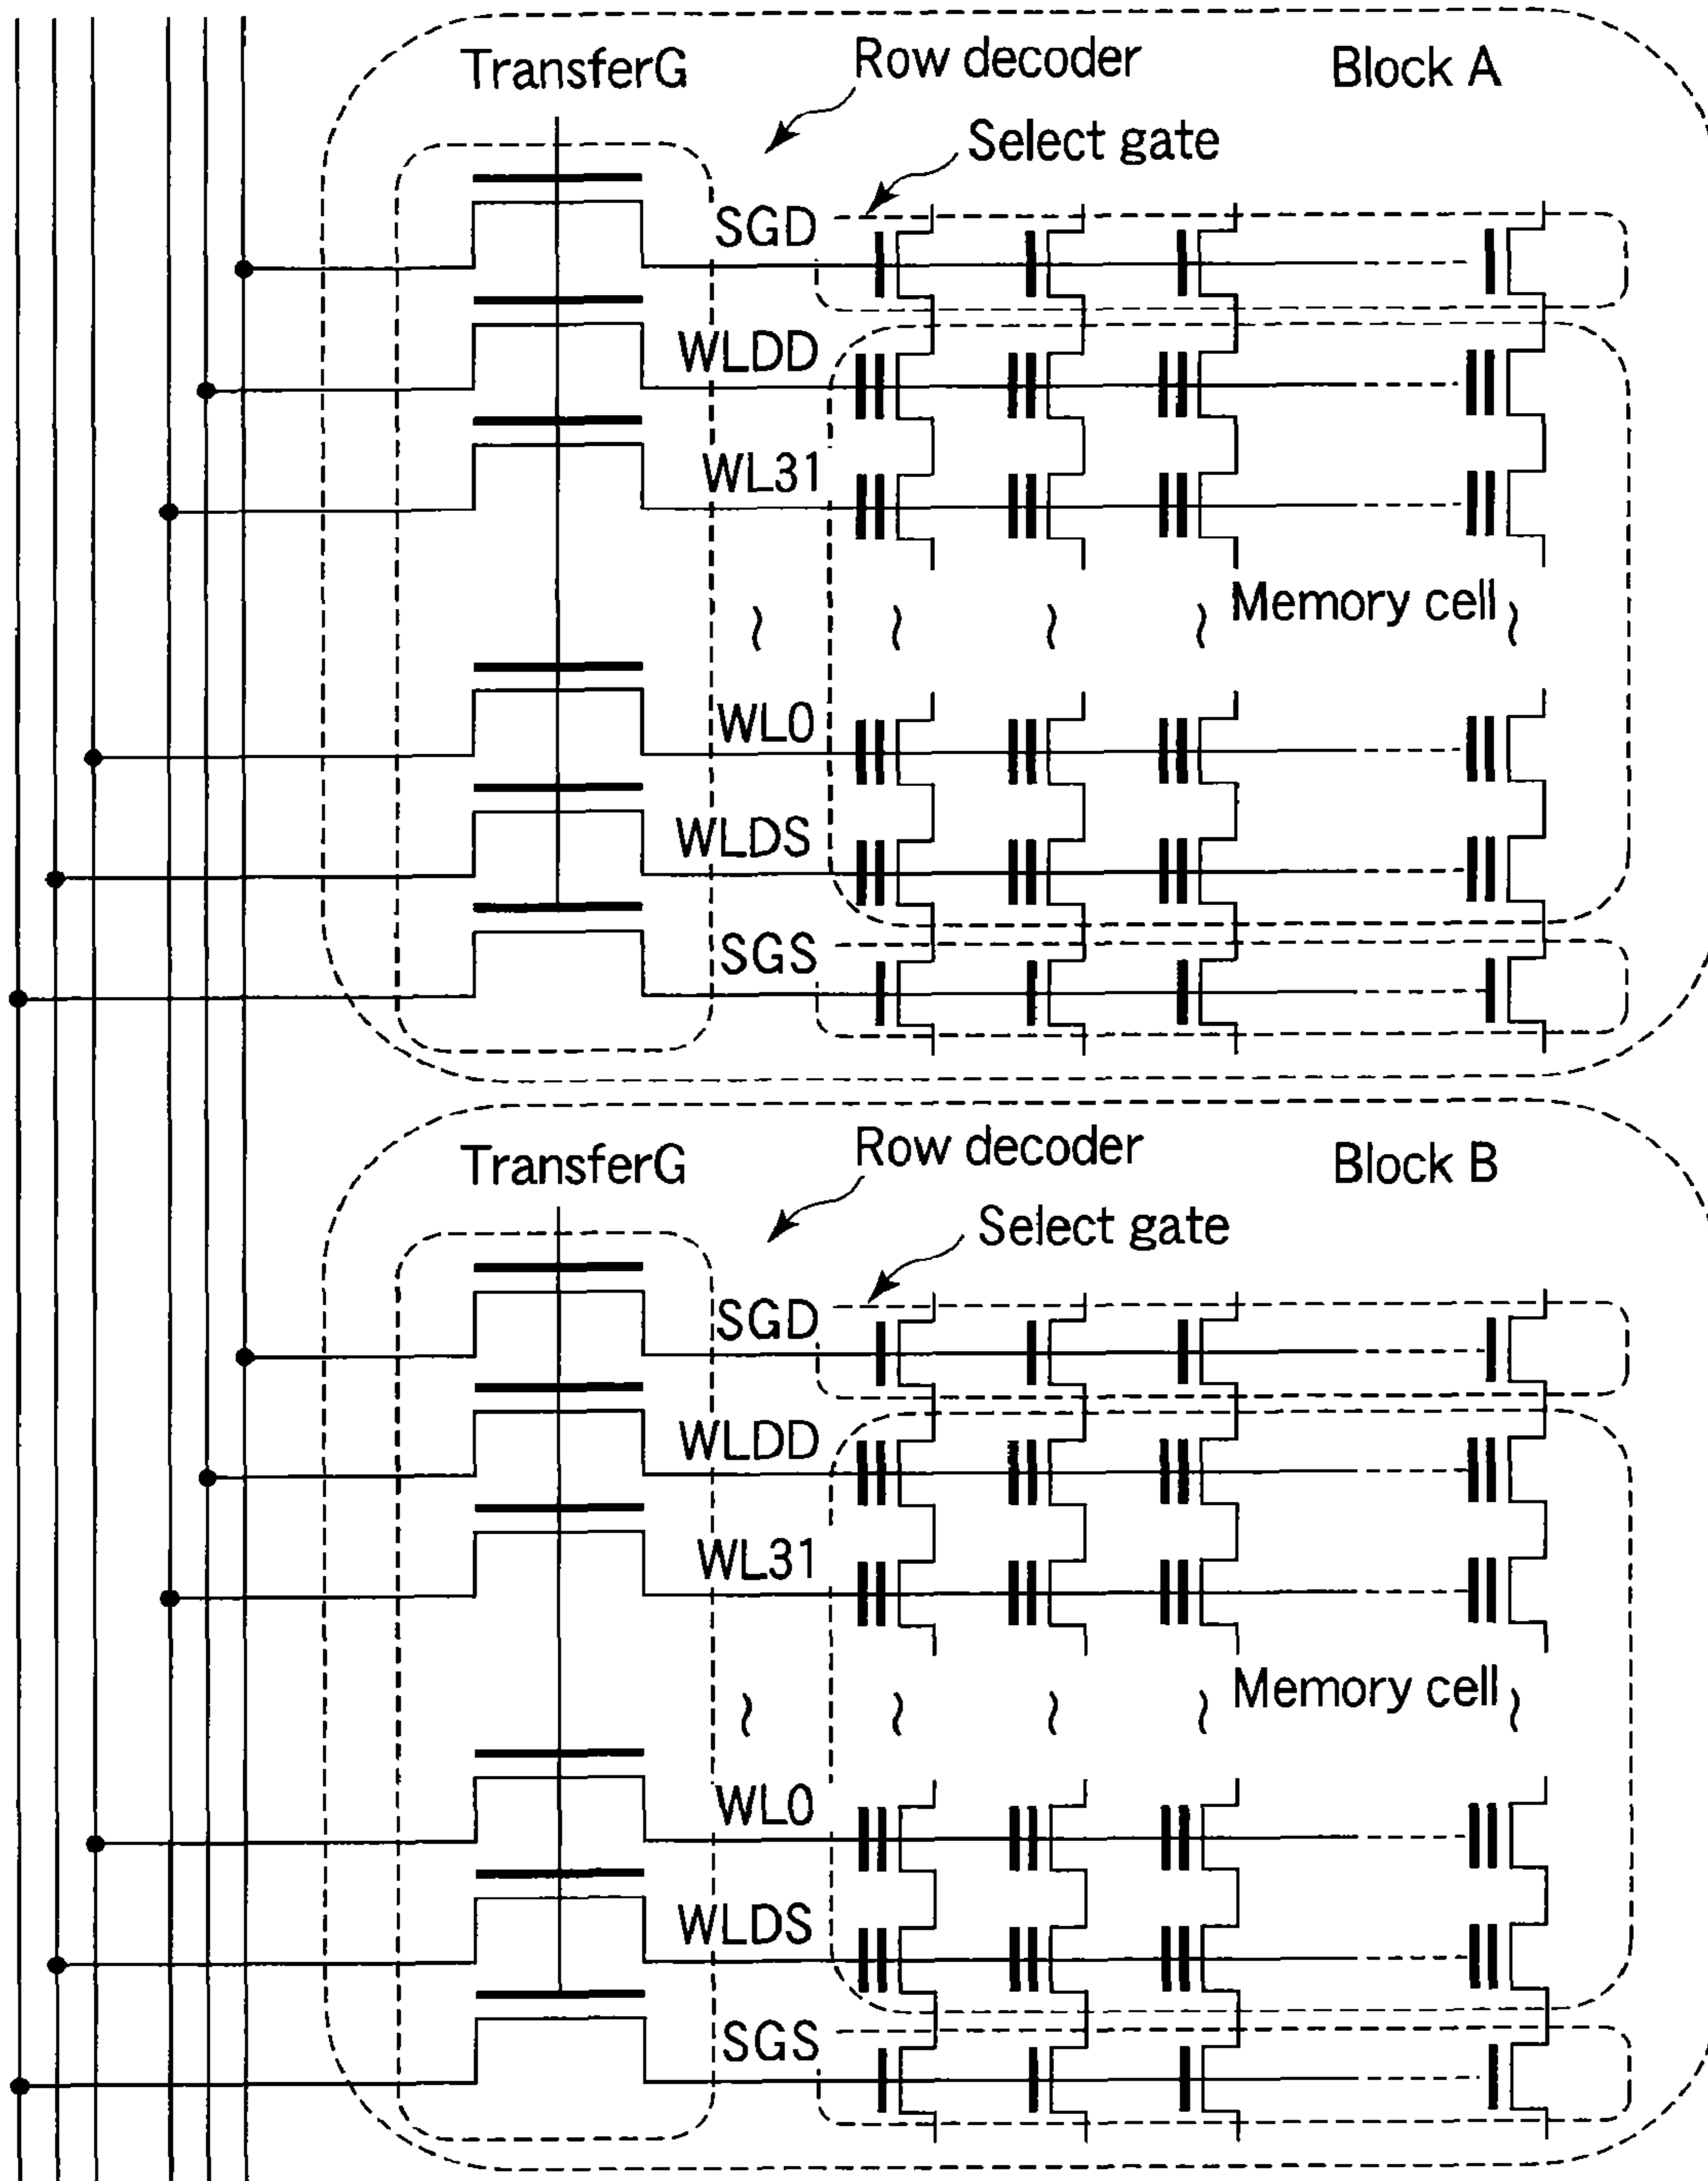 TransferG
Row decoder
Block A
Select gate
SGD
WLDD
WL31
Memory cell
WL0
WLDS
SGS
TransferG
Row decoder
Block B
Select gate
SGD
WLDD
WL31
Memory cell
WL0
WLDS
SGS